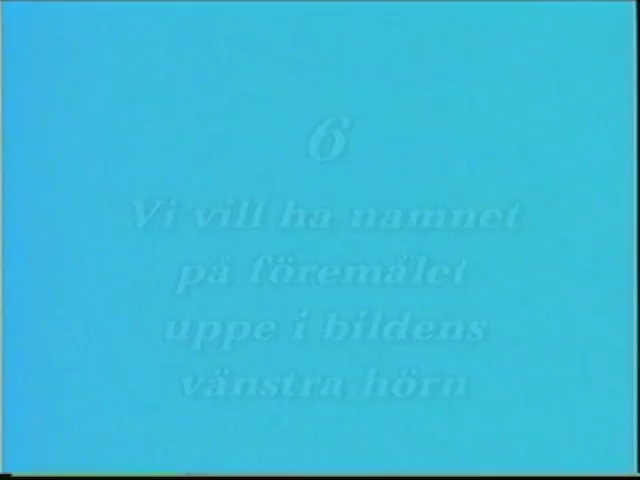 6
Vi vill ha namnet
på föremålet
uppe i bildens
vänstra hörn